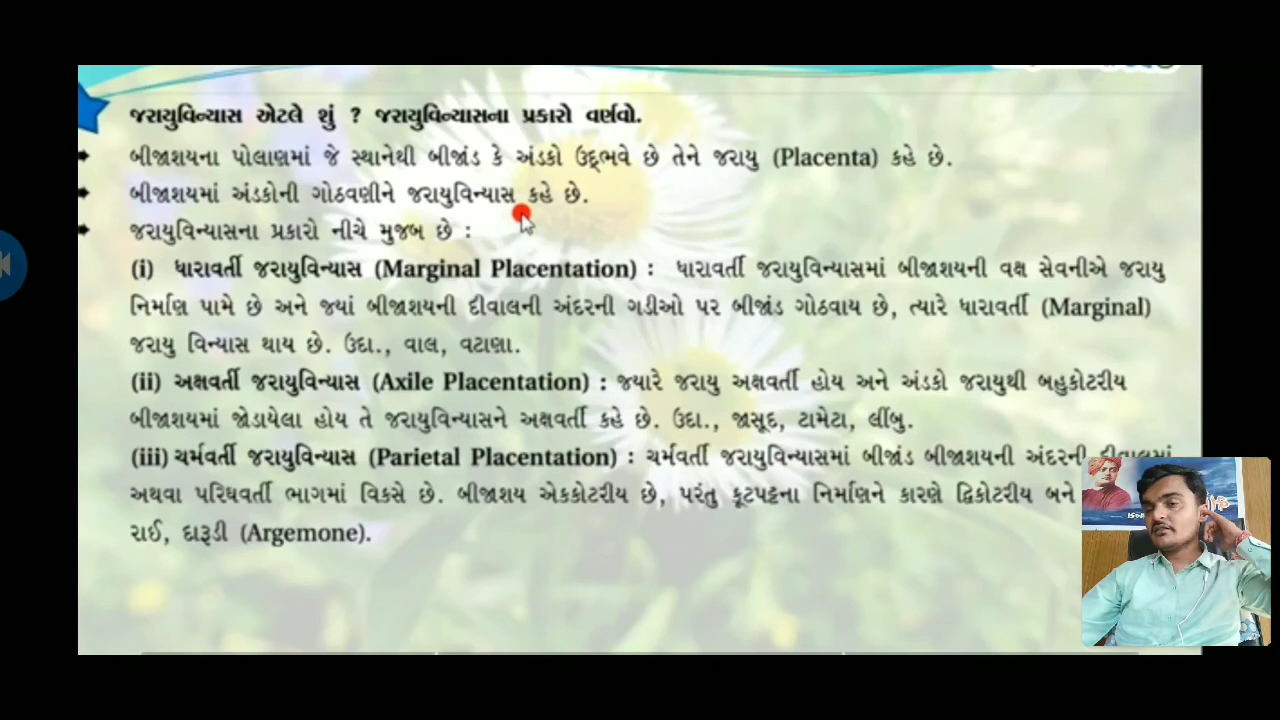 જરાયુવિન્યાસ એટલે શું ? જરાયુવિન્યાસના પ્રકારો વર્ણવો.
બીજાશયના પોલાણમાં જે સ્થાનેથી બીજાંડ કે અંડકો ઉદ્દ્ભવે છે તેને જરાયુ (Placenta) કહે છે.
બીજાશયમાં અંડકોની ગોઠવણીને જરાયુવિન્યાસ કહે છે.
જરાયુવિન્યાસના પ્રકારો નીચે મુજબ છે :
(i) ધારાવર્તી જરાયુવિન્યાસ (Marginal Placentation) : ધારાવર્તી જરાયુવિન્યાસમાં બીજાશયની વક્ષ સેવનીએ જરાયુ
નિર્માણ પામે છે અને જ્યાં બીજાશયની દીવાલની અંદરની ગડીઓ પર બીજાંડ ગોઠવાય છે, ત્યારે ધારાવર્તી (Marginal)
જરાયુ વિન્યાસ થાય છે. ઉદા., વાલ, વટાણા.
(ii) અક્ષવર્તી જરાયુવિન્યાસ (Axile Placentation) : જ્યારે જરાયુ અક્ષવર્તી હોય અને અંડકો જરાયુથી બહુકોટરીય
બીજાશયમાં જોડાયેલા હોય તે જરાયુવિન્યાસને અક્ષવર્તી કહે છે. ઉદા., જાસૂદ, ટામેટા, લીંબુ.
(iii) ચર્મવર્તી જરાયુવિન્યાસ (Parietal Placentation) : ચર્મવર્તી જરાયુવિન્યાસમાં બીજાંડ બીજાશયની અંદરની દીવાલમાં
અથવા પરિઘવર્તી ભાગમાં વિકસે છે. બીજાશય એકકોટરીય છે, પરંતુ કૂટપટ્ટના નિર્માણને કારણે દ્વિકોટરીય બને
રાઈ, દારૂડી (Argemone).